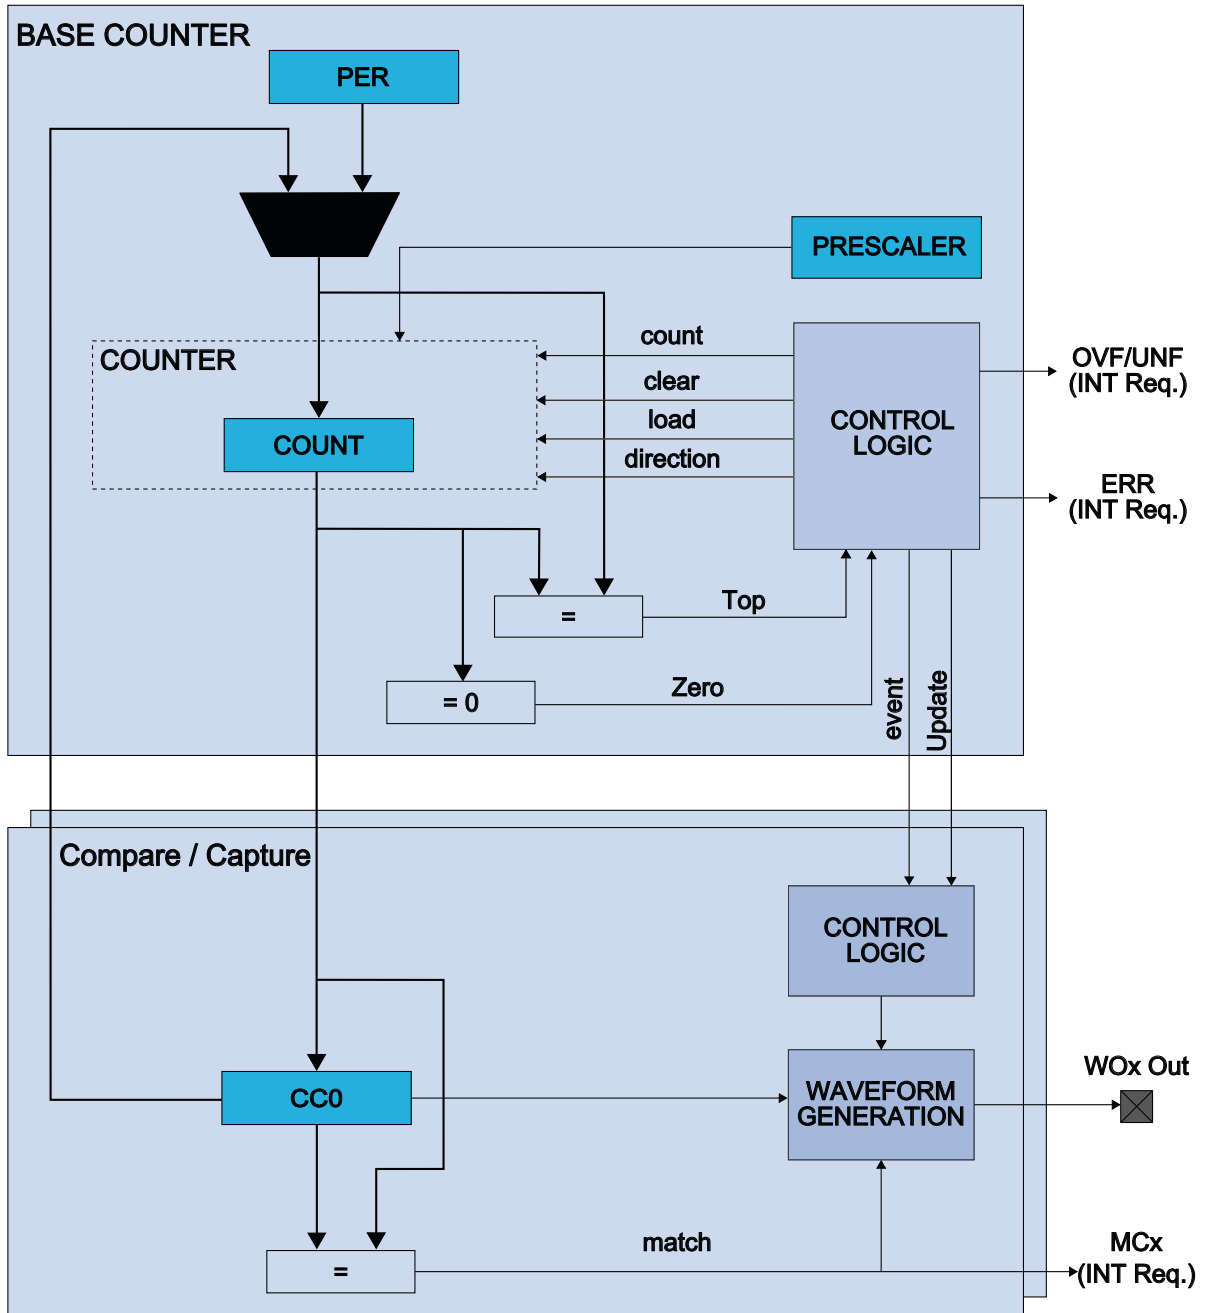 BASE COUNTER
PER
PRESCALER
COUNTER
count
clear
load
direction
COUNT
CONTROL
LOGIC
OVF/UNF
(INT Req.)
ERR
(INT Req.)
=
Top
= 0
Zero
event
Update
Compare / Capture
CONTROL
LOGIC
CC0
WAVEFORM
GENERATION
WOx Out
=
match
MCx
(INT Req.)